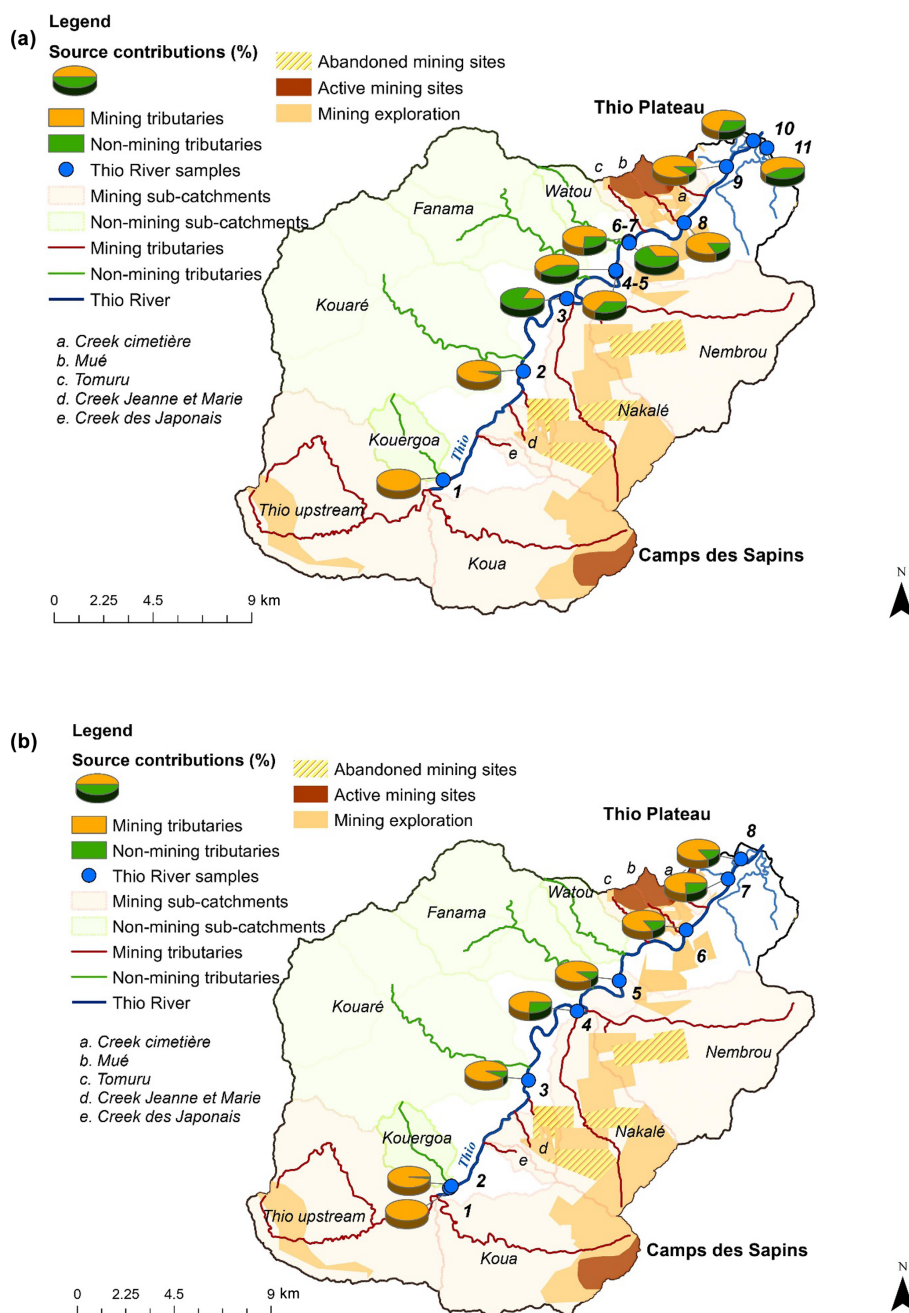 (a)
Legend
Source contributions (%)
Mining tributaries
Non-mining tributaries
Thio River samples
Mining sub-catchments
Non-mining sub-catchments
Mining tributaries
Non-mining tributaries
Thio River
Abandoned mining sites
Active mining sites
Mining exploration
a. Creek cimetière
b. Mué
c. Tomuru
d. Creek Jeanne et Marie
e. Creek des Japonais
Thio Plateau
10
11
9
c
b
a
Watou
Fanama
6-7
8
4-5
Kouaré
3
Nembrou
2
Nakalé
Kouergoa
Thio
d
e
1
Thio upstream
Koua
Camps des Sapins
0 2.25 4.5 9 km
N
(b)
Legend
Source contributions (%)
Mining tributaries
Non-mining tributaries
Thio River samples
Mining sub-catchments
Non-mining sub-catchments
Mining tributaries
Non-mining tributaries
Thio River
Abandoned mining sites
Active mining sites
Mining exploration
a. Creek cimetière
b. Mué
c. Tomuru
d. Creek Jeanne et Marie
e. Creek des Japonais
Thio Plateau
8
c
b
a
7
Watou
Fanama
6
5
Kouaré
4
Nembrou
3
Nakalé
Kouergoa
Thio
d
e
2
1
Thio upstream
Koua
Camps des Sapins
0 2.25 4.5 9 km
N